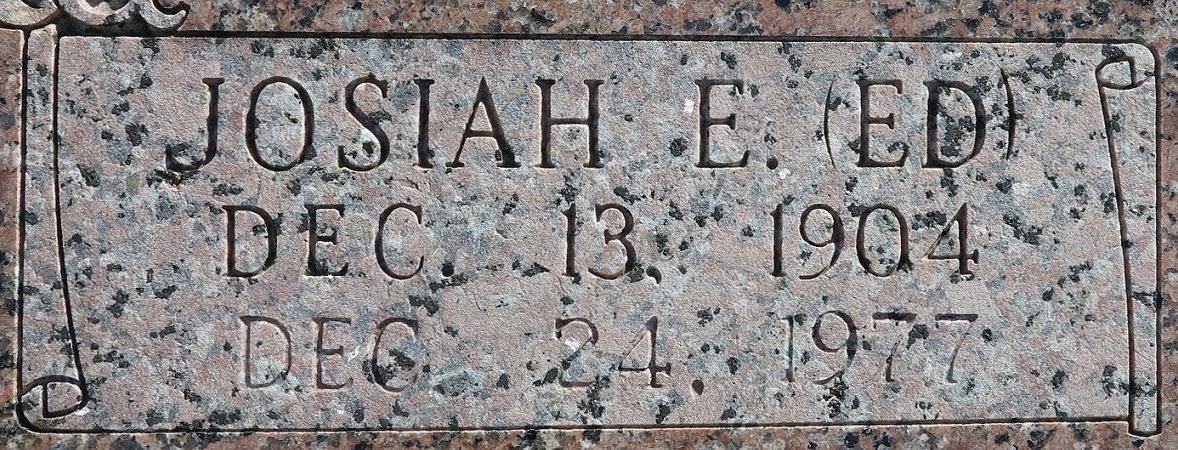 JOSIAH E. (ED)
DEC. 13, 1904
DEC. 24, 1977